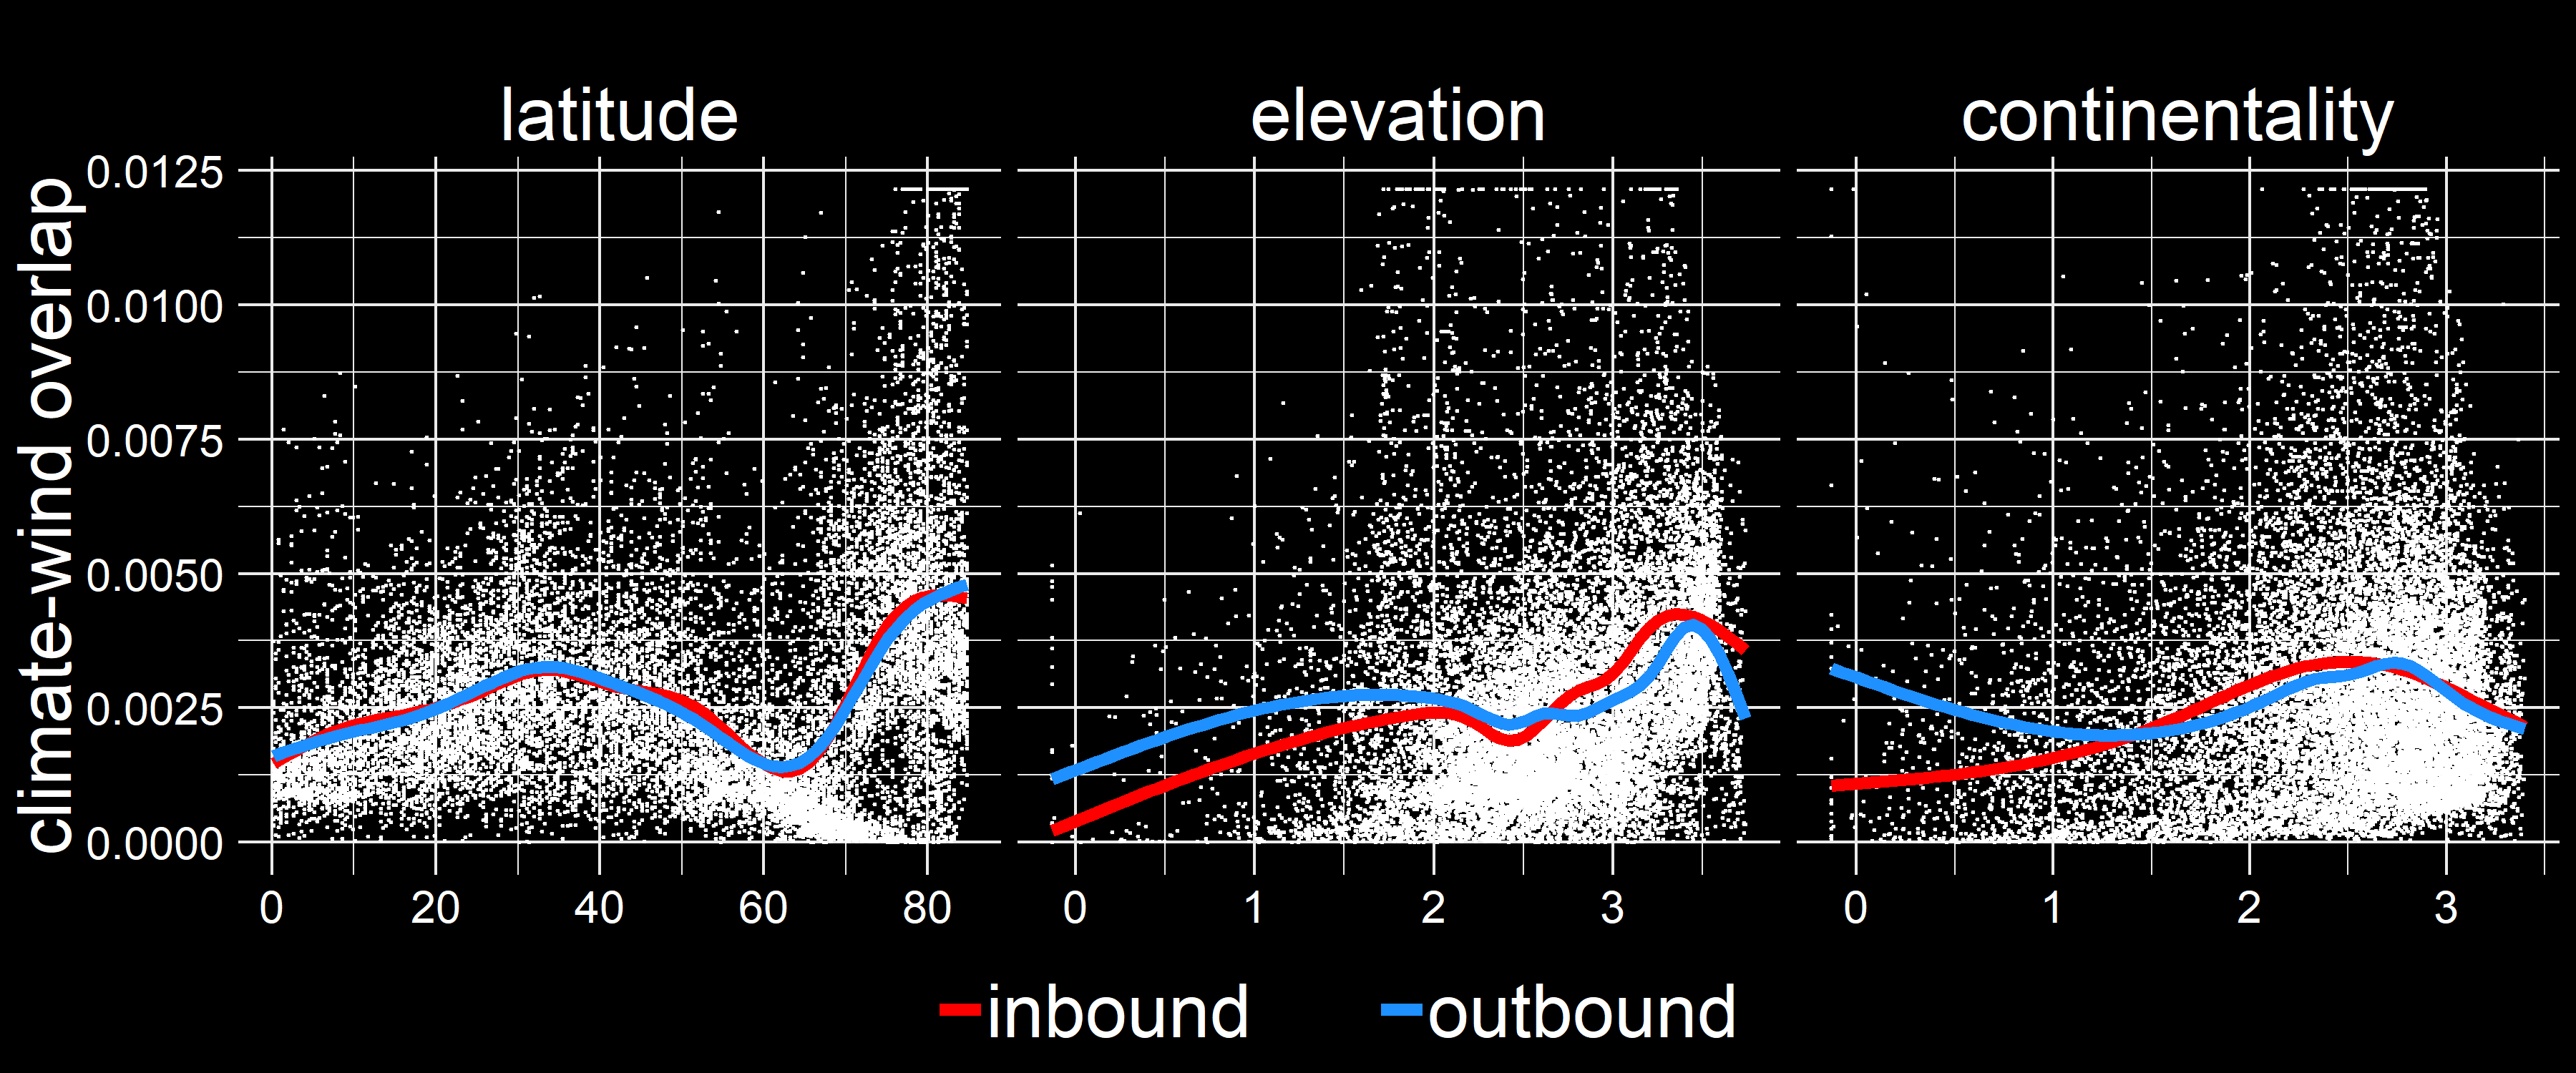 latitude
elevation
continentality
climate-wind overlap
0.0125
0.0100
0.0075
0.0050
0.0025
0.0000
0 20 40 60 80
0 1 2 3
0 1 2 3
inbound outbound